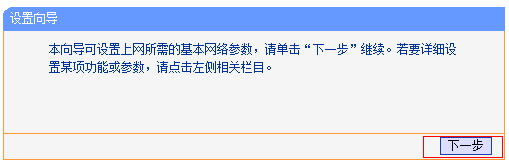 设置向导
本向导可设置上网所需的基本网络参数，请单击“下一步”继续。若要详细设
置某项功能或参数，请点击左侧相关栏目。
下一步